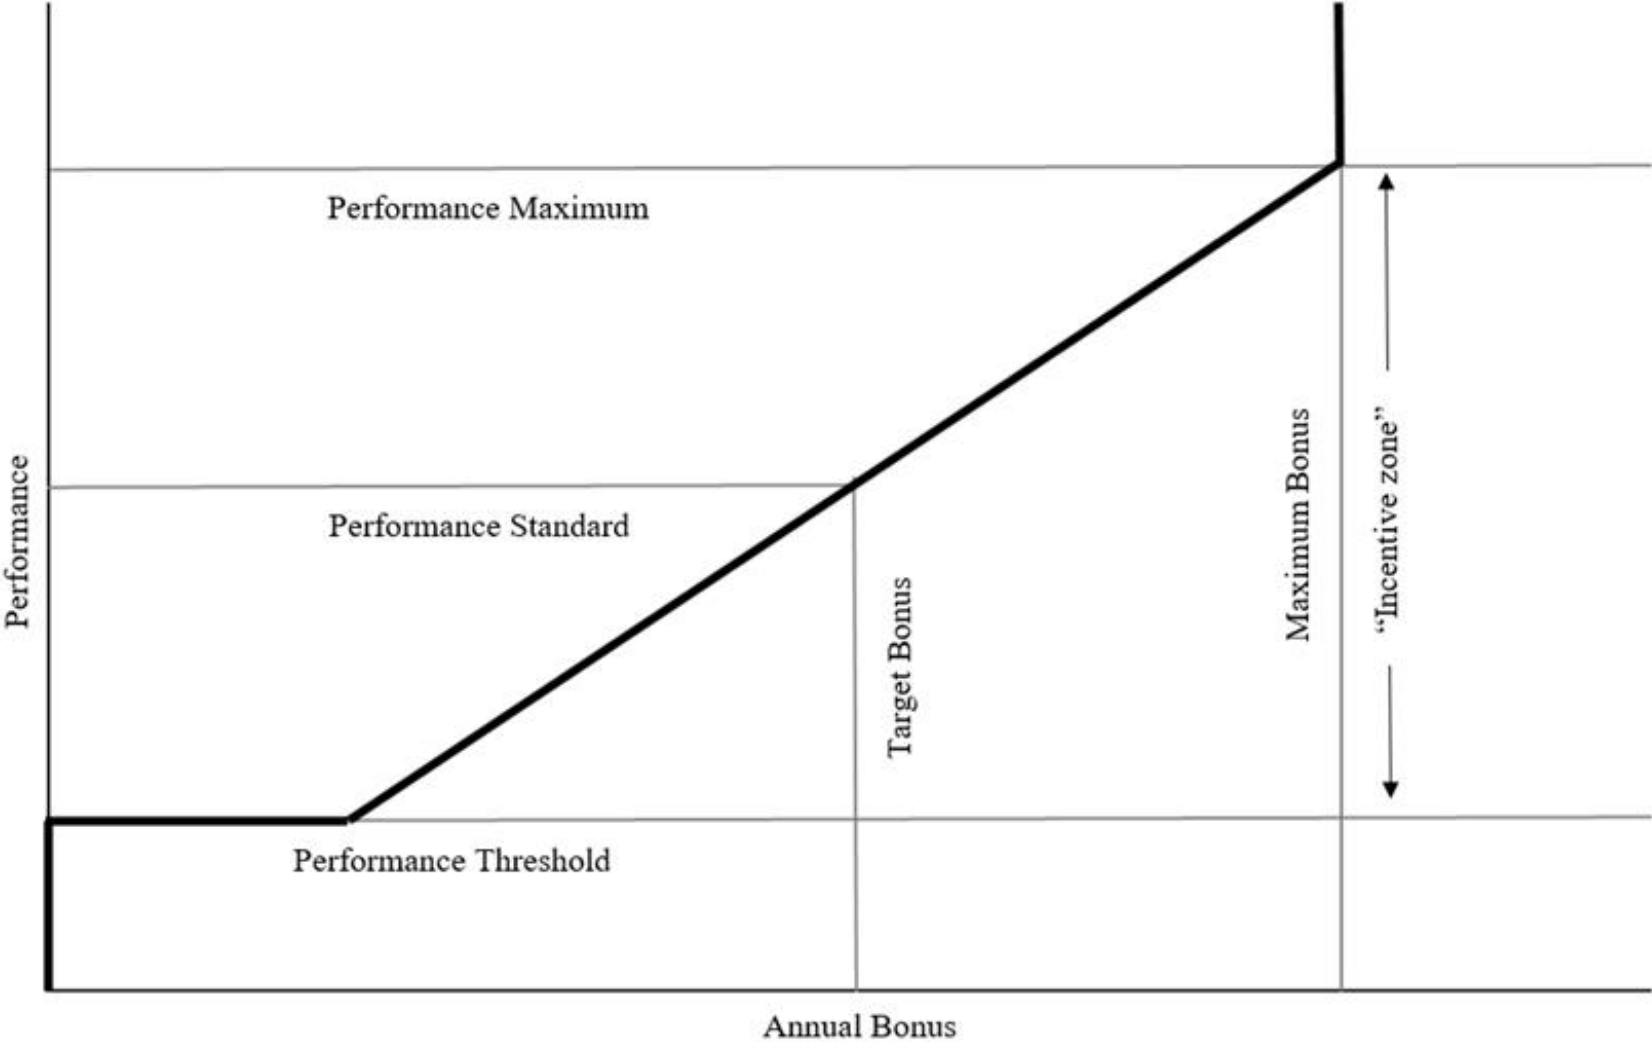 Performance Maximum
Performance Standard
Performance Threshold
Performance
Target Bonus
Maximum Bonus
“Incentive zone”
Annual Bonus